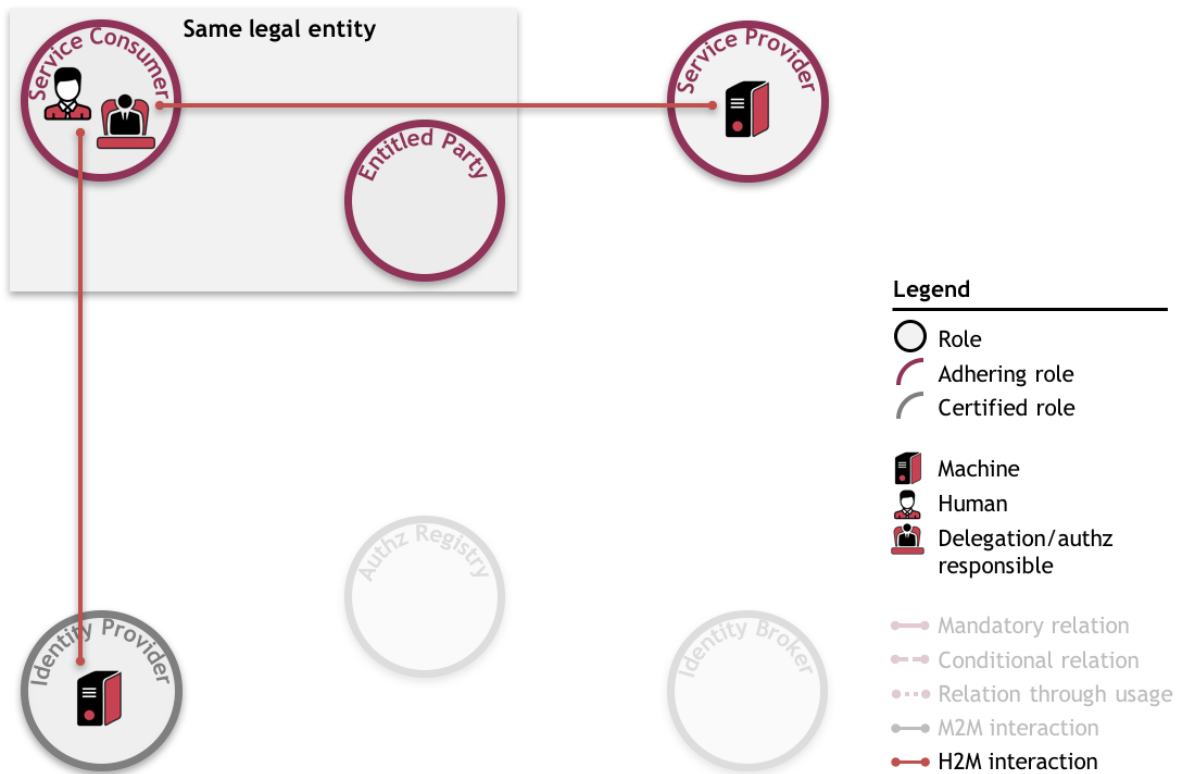 Same legal entity
Service Consumer
Service Provider
Entitled Party
Legend
Role
Adhering role
Certified role
Machine
Human
Delegation/authz
responsible
Authz Registry
Identity Provider
Identity Broker
Mandatory relation
Conditional relation
Relation through usage
M2M interaction
H2M interaction